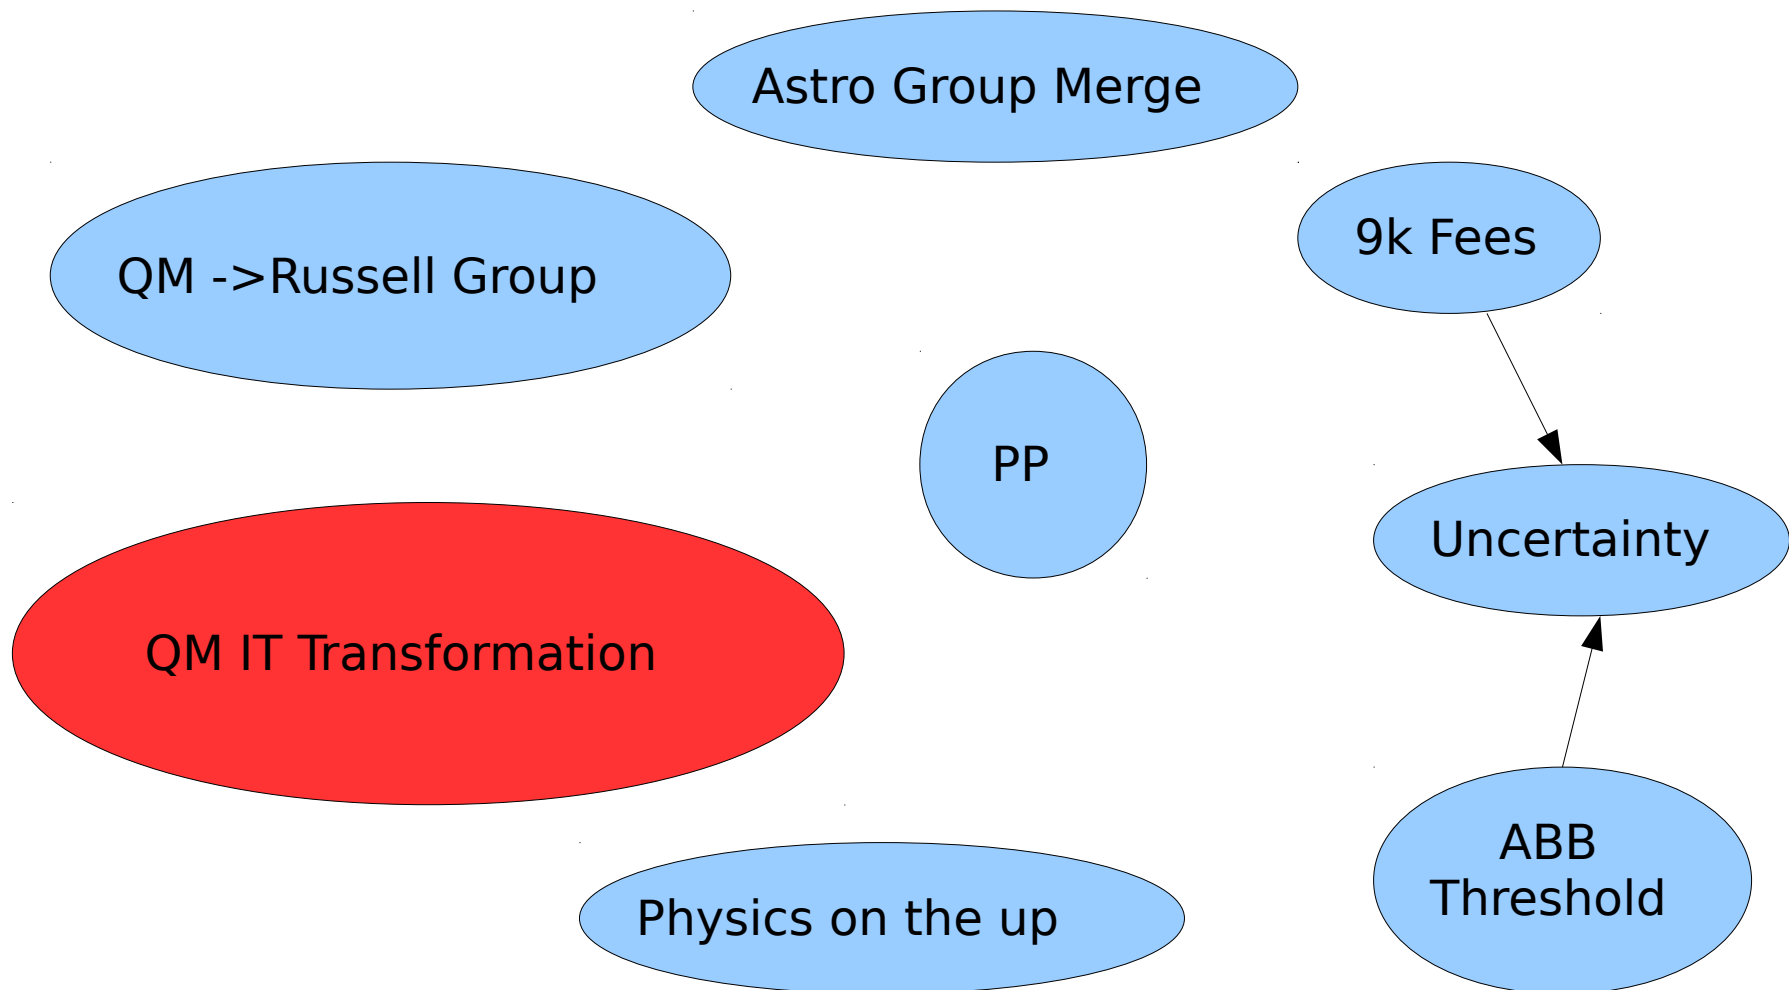 Astro Group Merge
9k Fees
QM ->Russell Group
PP
Uncertainty
QM IT Transformation
ABB
Threshold
Physics on the up